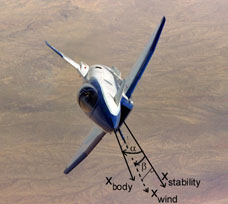 α
β
x body
x stability
x wind